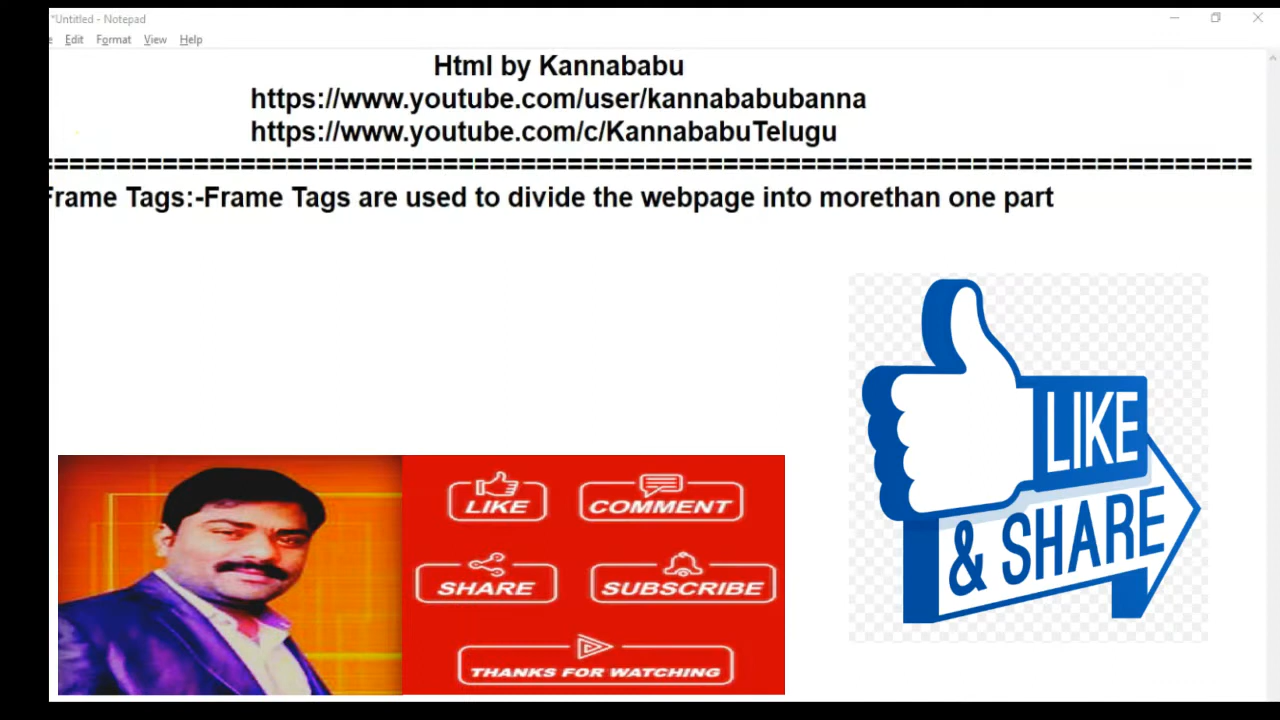 *Untitled - Notepad
Edit Format View Help
Html by Kannababu
https://www.youtube.com/user/kannababubanna
https://www.youtube.com/c/KannababuTelugu
==============================================================================
Frame Tags:-Frame Tags are used to divide the webpage into morethan one part
LIKE
& SHARE
LIKE COMMENT
SHARE SUBSCRIBE
THANKS FOR WATCHING